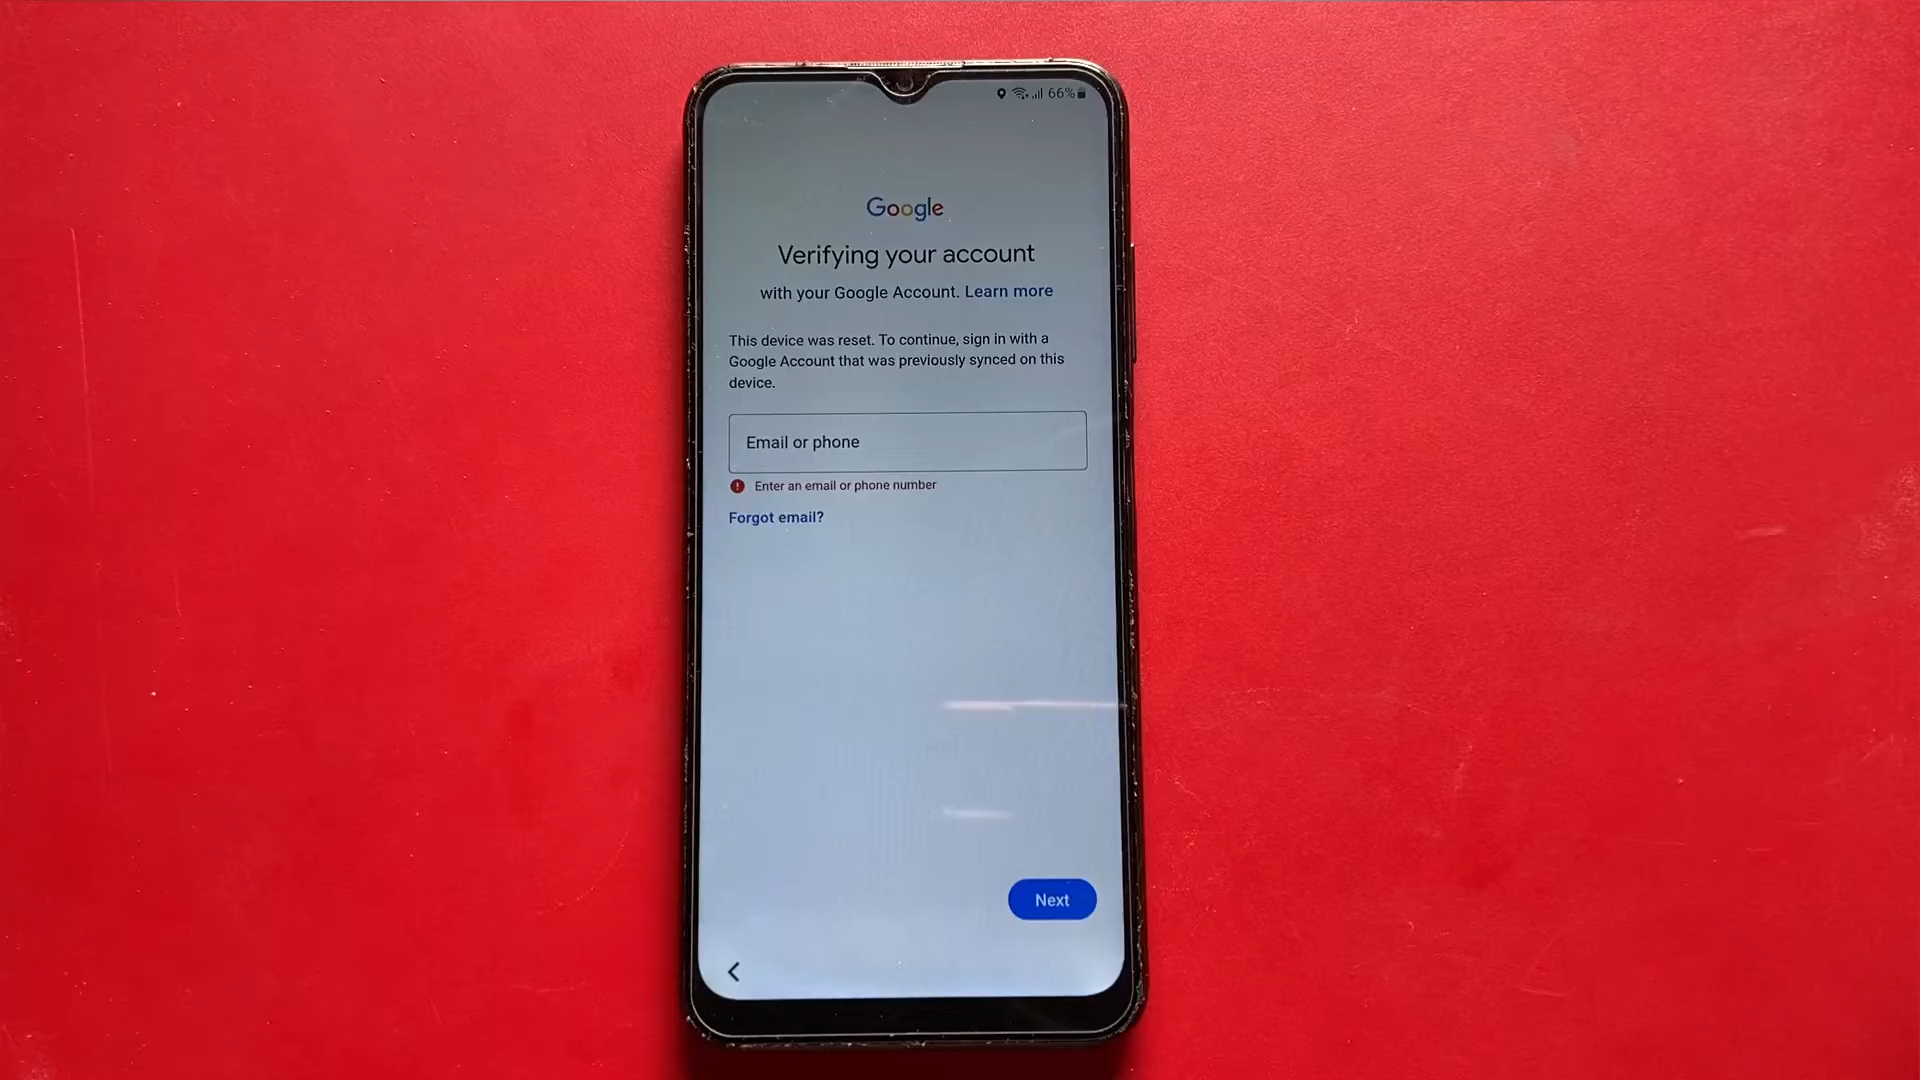 66%
Google
Verifying your account
with your Google Account. Learn more
This device was reset. To continue, sign in with a
Google Account that was previously synced on this
device.
Email or phone
Enter an email or phone number
Forgot email?
Next